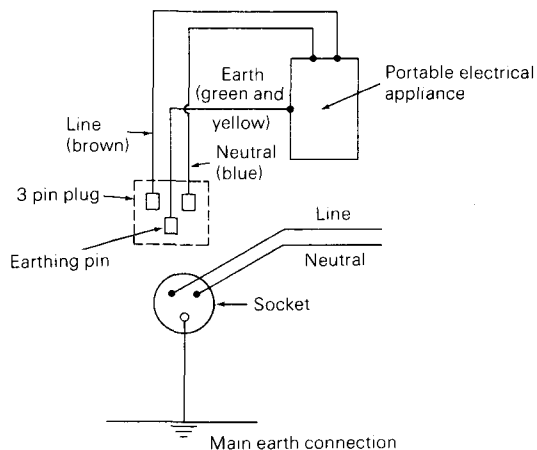 Earth
(green and
yellow)
Portable electrical
appliance
Line
(brown)
Neutral
(blue)
3 pin plug
Earthing pin
Line
Neutral
Socket
Main earth connection